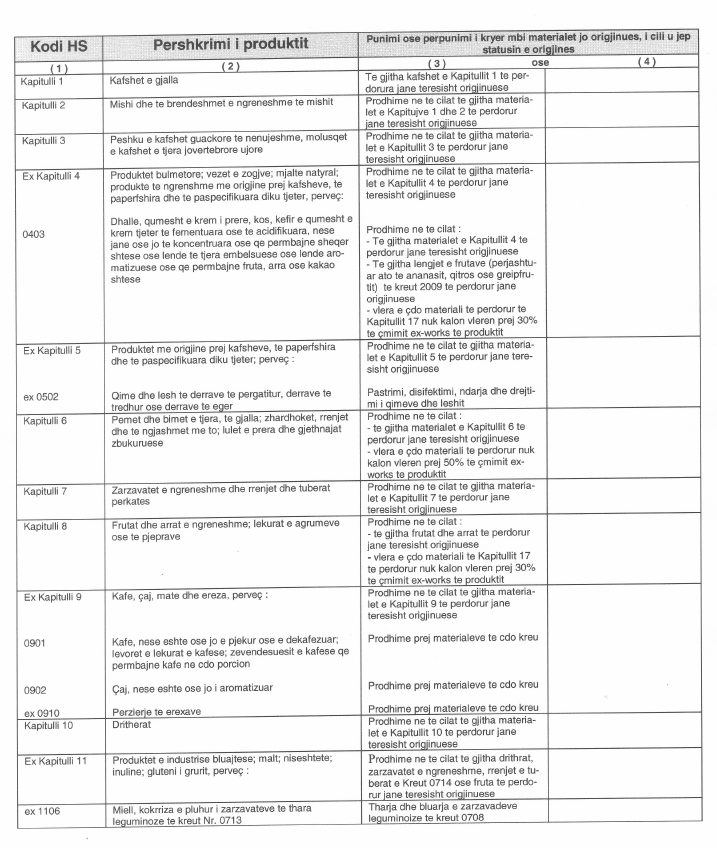 Kodi HS
Pershkrimi i produktit
Punimi ose perpunimi i kryer mbi materialet jo origjinues, i cili u jep
statusin e origjines
( 1 )
( 2 )
( 3 ) ose ( 4 )
Kapitulli 1
Kafshet e gjalla
Te gjitha kafshet e Kapitullit 1 te per-
dorura jane teresisht origjinuese
Kapitulli 2
Mishi dhe te brendeshmet e ngreneshme te mishit
Prodhime ne te cilat te gjitha materia-
let e Kapitujve 1 dhe 2 te perdorur
jane teresisht origjinuese
Kapitulli 3
Peshku e kafshet guackore te nenujeshme, molusqet
e kafshet e tjera jovertebrore ujore
Prodhime ne te cilat te gjitha materia-
let e Kapitullit 3 te perdorur jane
teresisht origjinuese
Ex Kapitulli 4
Produktet bulmetore; vezet e zogjve; mjalte natyral;
produkte te ngrenshme me origjine prej kafsheve, te
paperfshira dhe te paspecifikuara diku tjeter, perveç:
Prodhime ne te cilat te gjitha materia-
let e Kapitullit 4 te perdorur jane
teresisht origjinuese
0403
Dhalle, qumesht e krem i prere, kos, kefir e qumesht e
krem tjeter te fermentuara ose te acidifikuara, nese
jane ose jo te koncentruara ose qe permbajne sheqer
shtese ose lende te tjera embelsuese ose lende aro-
matizuese ose qe permbajne fruta, arra ose kakao
shtese
Prodhime ne te cilat :
- Te gjitha materialet e Kapitullit 4 te
perdorur jane teresisht origjinuese
- Te gjitha lengjet e frutave (perjashtu-
ar ato te ananasit, qitros ose greipfru-
tit) te kreut 2009 te perdorur jane
origjinuese
- vlera e çdo materiali te perdorur te
Kapitullit 17 nuk kalon vleren prej 30%
te çmimit ex-works te produktit
Ex Kapitulli 5
Produktet me origjine prej kafsheve, te paperfshira
dhe te paspecifikuara diku tjeter; perveç :
Prodhime ne te cilat te gjitha materia-
let e Kapitullit 5 te perdorur jane tere-
sisht origjinuese
ex 0502
Qime dhe lesh te derrave te pergatitur, derrave te
tredhur ose derrave te eger
Pastrimi, disifektimi, ndarja dhe drejti-
mi i qimeve dhe leshit
Kapitulli 6
Pemet dhe bimet e tjera, te gjalla; zhardhoket, rrenjet
dhe te ngjashmet me to; lulet e prera dhe gjethnajat
zbukuruese
Prodhime ne te cilat :
- te gjitha materialet e Kapitullit 6 te
perdorur jane teresisht origjinuese
- vlera e çdo materiali te perdorur nuk
kalon vleren prej 50% te çmimit ex-
works te produktit
Kapitulli 7
Zarzavatet e ngreneshme dhe rrenjet dhe tuberat
perkates
Prodhime ne te cilat te gjitha materia-
let e Kapitullit 7 te perdorur jane
teresisht origjinuese
Kapitulli 8
Frutat dhe arrat e ngreneshme; lekurat e agrumeve
ose te pjeprave
Prodhime ne te cilat :
- te gjitha frutat dhe arrat te perdorur
jane teresisht origjinuese
- vlera e çdo materiali te Kapitullit 17
te perdorur nuk kalon vleren prej 30%
te çmimit ex-works te produktit
Ex Kapitulli 9
Kafe, çaj, mate dhe ereza, perveç :
Prodhime ne te cilat te gjitha materia-
let e Kapitullit 9 te perdorur jane
teresisht origjinuese
0901
Kafe, nese eshte ose jo e pjekur ose e dekafezuar;
levoret e lekurat e kafese; zevendesuesit e kafese qe
permbajne kafe ne cdo porcion
Prodhime prej materialeve te cdo kreu
0902
Çaj, nese eshte ose jo i aromatizuar
Prodhime prej materialeve te cdo kreu
ex 0910
Perzierje te erexave
Prodhime prej materialeve te cdo kreu
Kapitulli 10
Dritherat
Prodhime ne te cilat te gjitha materia-
let e Kapitullit 10 te perdorur jane
teresisht origjinuese
Ex Kapitulli 11
Produktet e industrise bluajtese; malt; niseshtete;
inuline; gluteni i grurit, perveç :
Prodhime ne te cilat te gjitha drithrat,
zarzavatet e ngreneshme, rrenjet e tu-
berat e Kreut 0714 ose fruta te perdo-
rur jane teresisht origjinuese
ex 1106
Miell, kokrriza e pluhur i zarzavateve te thara
leguminoze te kreut Nr. 0713
Tharja dhe bluarja e zarzavadeve
leguminoize te kreut 0708